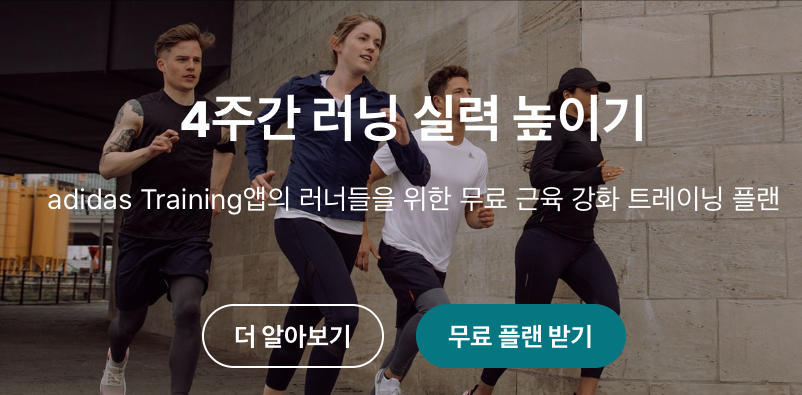 4주간 러닝 실력 높이기
adidas Training앱의 러너들을 위한 무료 근육 강화 트레이닝 플랜
더 알아보기
무료 플랜 받기